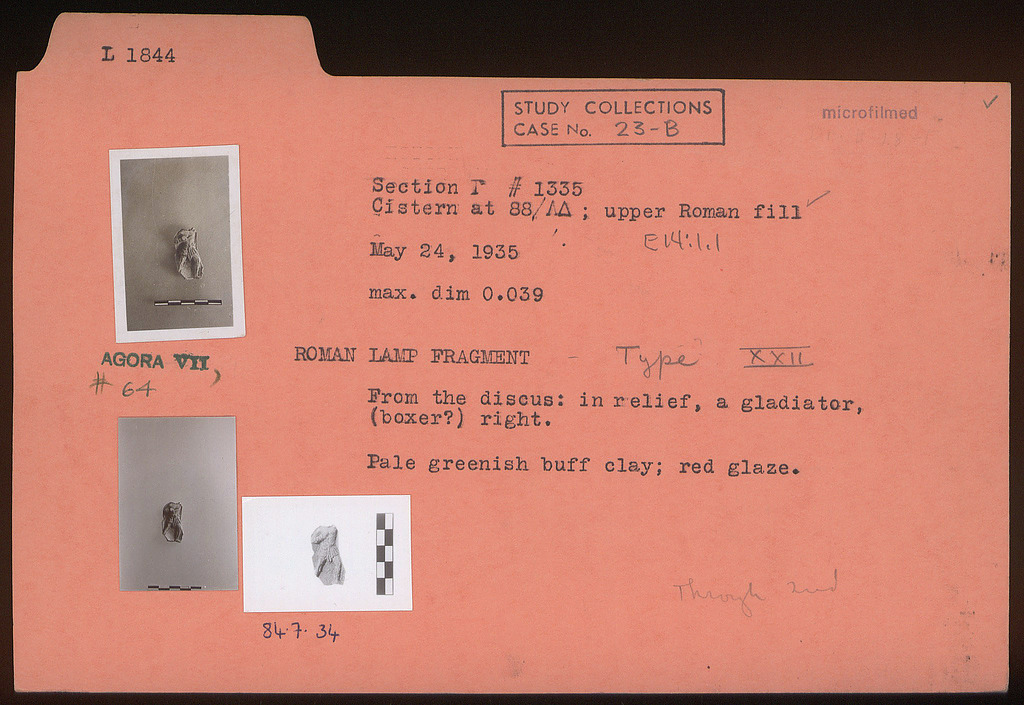 L 1844
STUDY COLLECTIONS
CASE No. 23-B
microfilmed
Section Γ # 1335
Cistern at 88/ΛΔ ; upper Roman fill
E14:1.1
May 24, 1935
max. dim 0.039
AGORA VII,
# 64
ROMAN LAMP FRAGMENT - Type XXII
From the discus: in relief, a gladiator,
(boxer?) right.
Pale greenish buff clay; red glaze.
Through 2nd
84.7.34